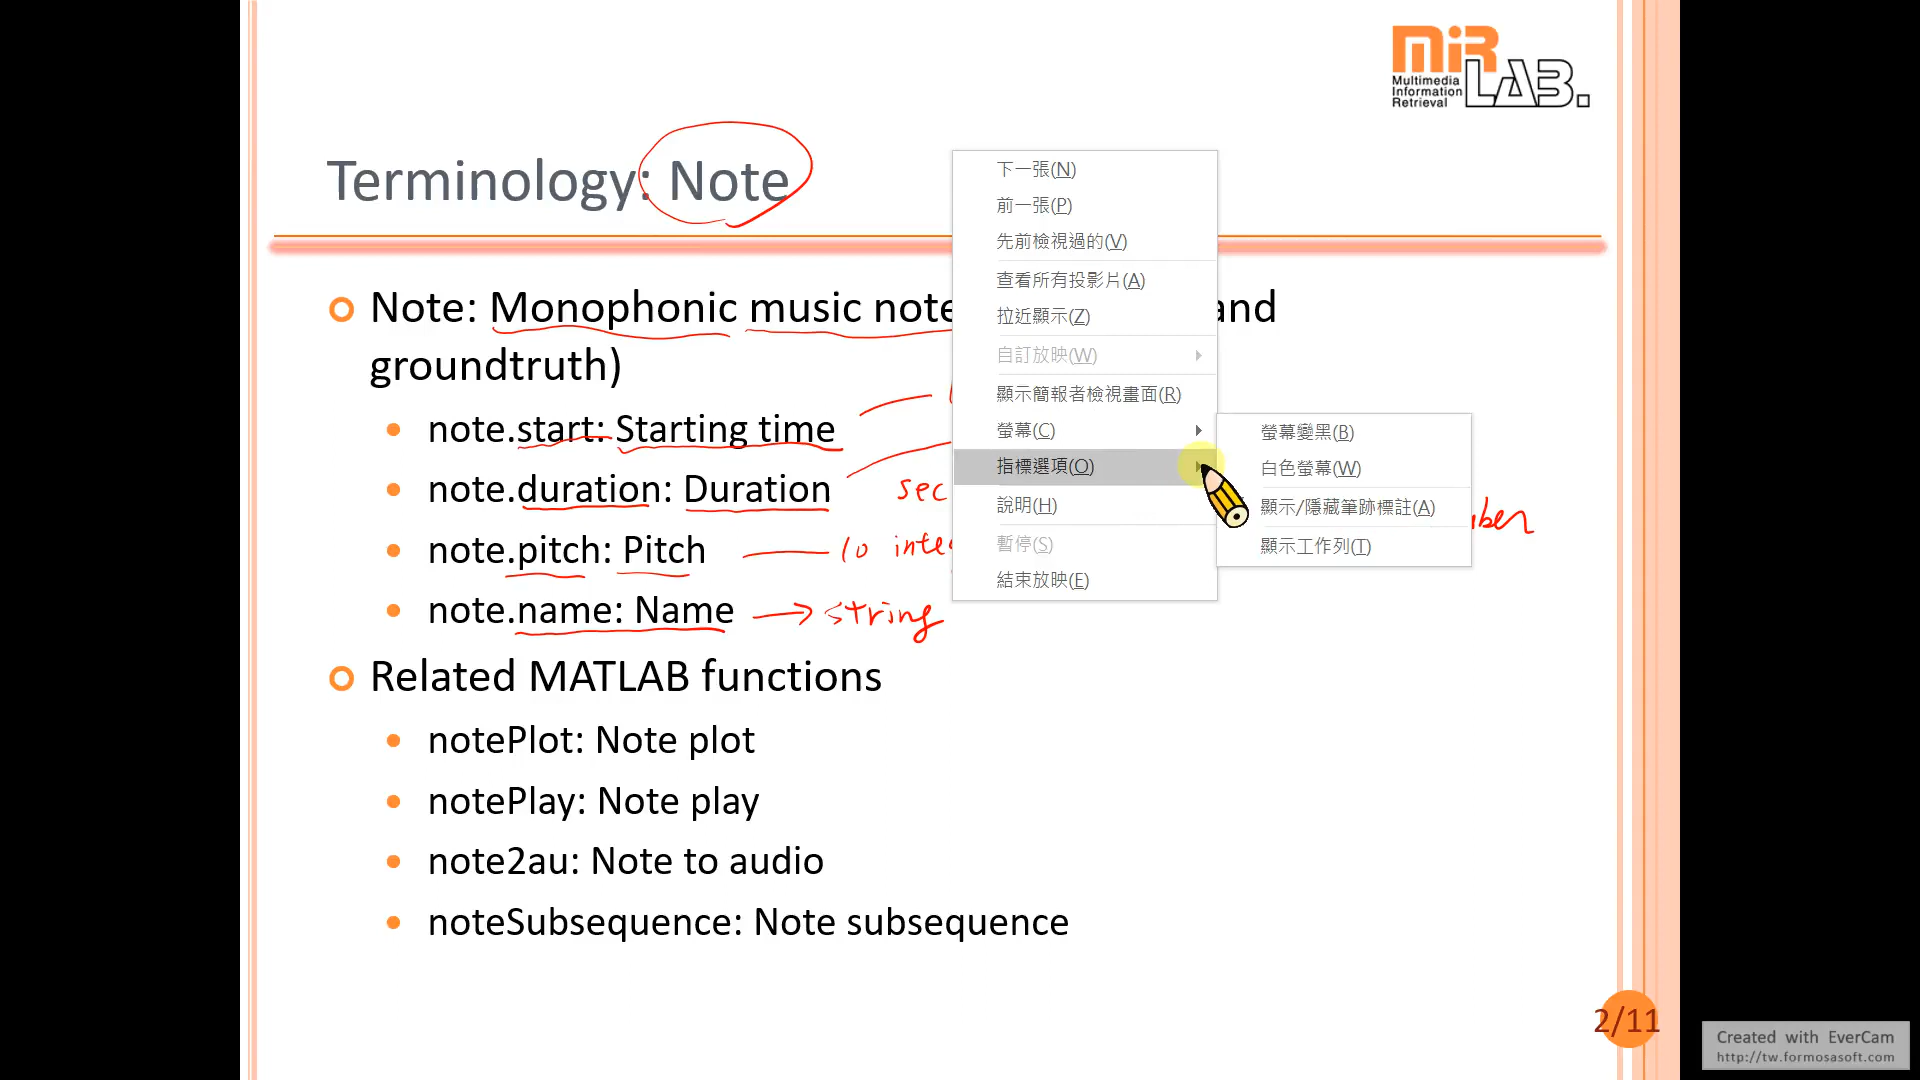 MiR
Multimedia
Information
Retrieval
LAB.
Terminology: Note
Note: Monophonic music note and
groundtruth)
note.start: Starting time
note.duration: Duration
sec
note.pitch: Pitch
10 inte
note.name: Name
string
Related MATLAB functions
notePlot: Note plot
notePlay: Note play
note2au: Note to audio
noteSubsequence: Note subsequence
下一張(N)
前一張(P)
先前檢視過的(V)
查看所有投影片(A)
拉近顯示(Z)
自訂放映(W)
顯示簡報者檢視畫面(R)
螢幕(C)
指標選項(O)
說明(H)
暫停(S)
結束放映(E)
螢幕變黑(B)
白色螢幕(W)
顯示/隱藏筆跡標註(A)
顯示工作列(T)
2/11
Created with EverCam
http://tw.formosasoft.com